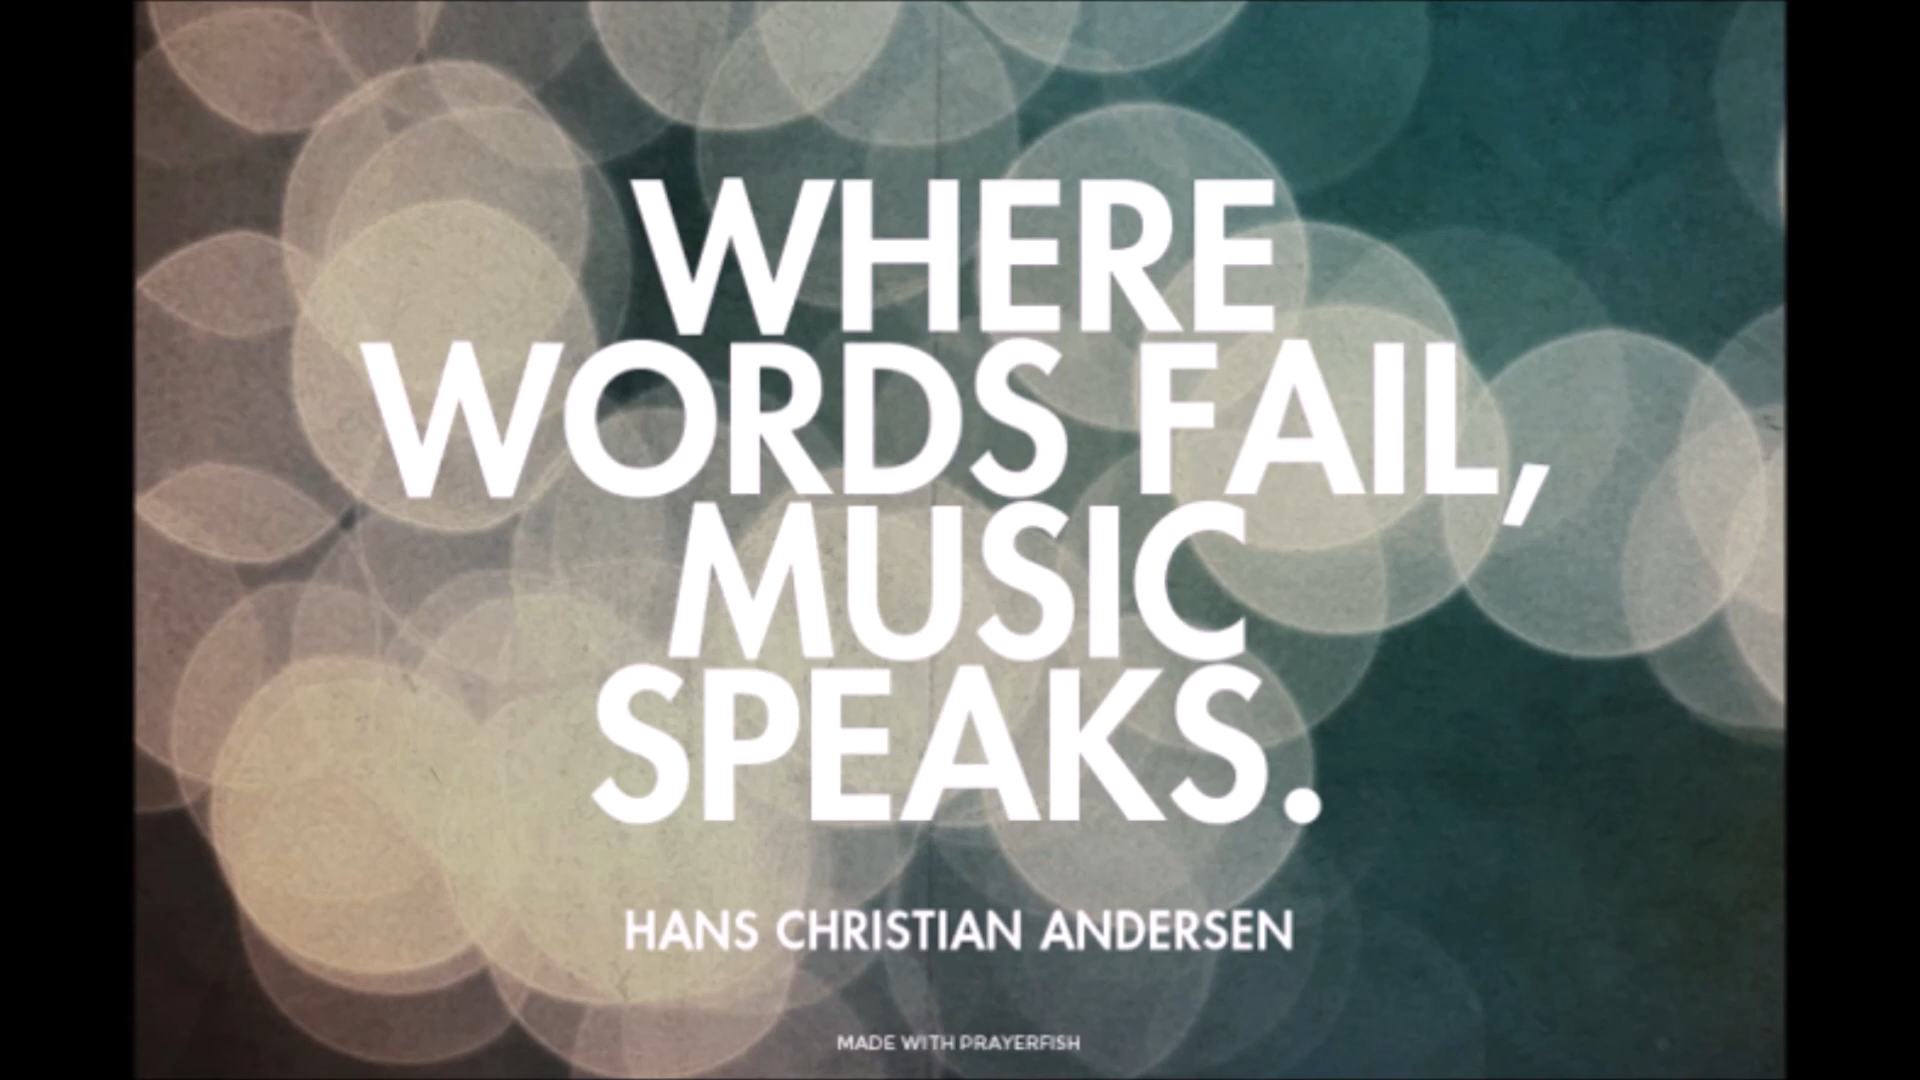 WHERE
WORDS FAIL,
MUSIC
SPEAKS.
HANS CHRISTIAN ANDERSEN
MADE WITH PRAYERFISH